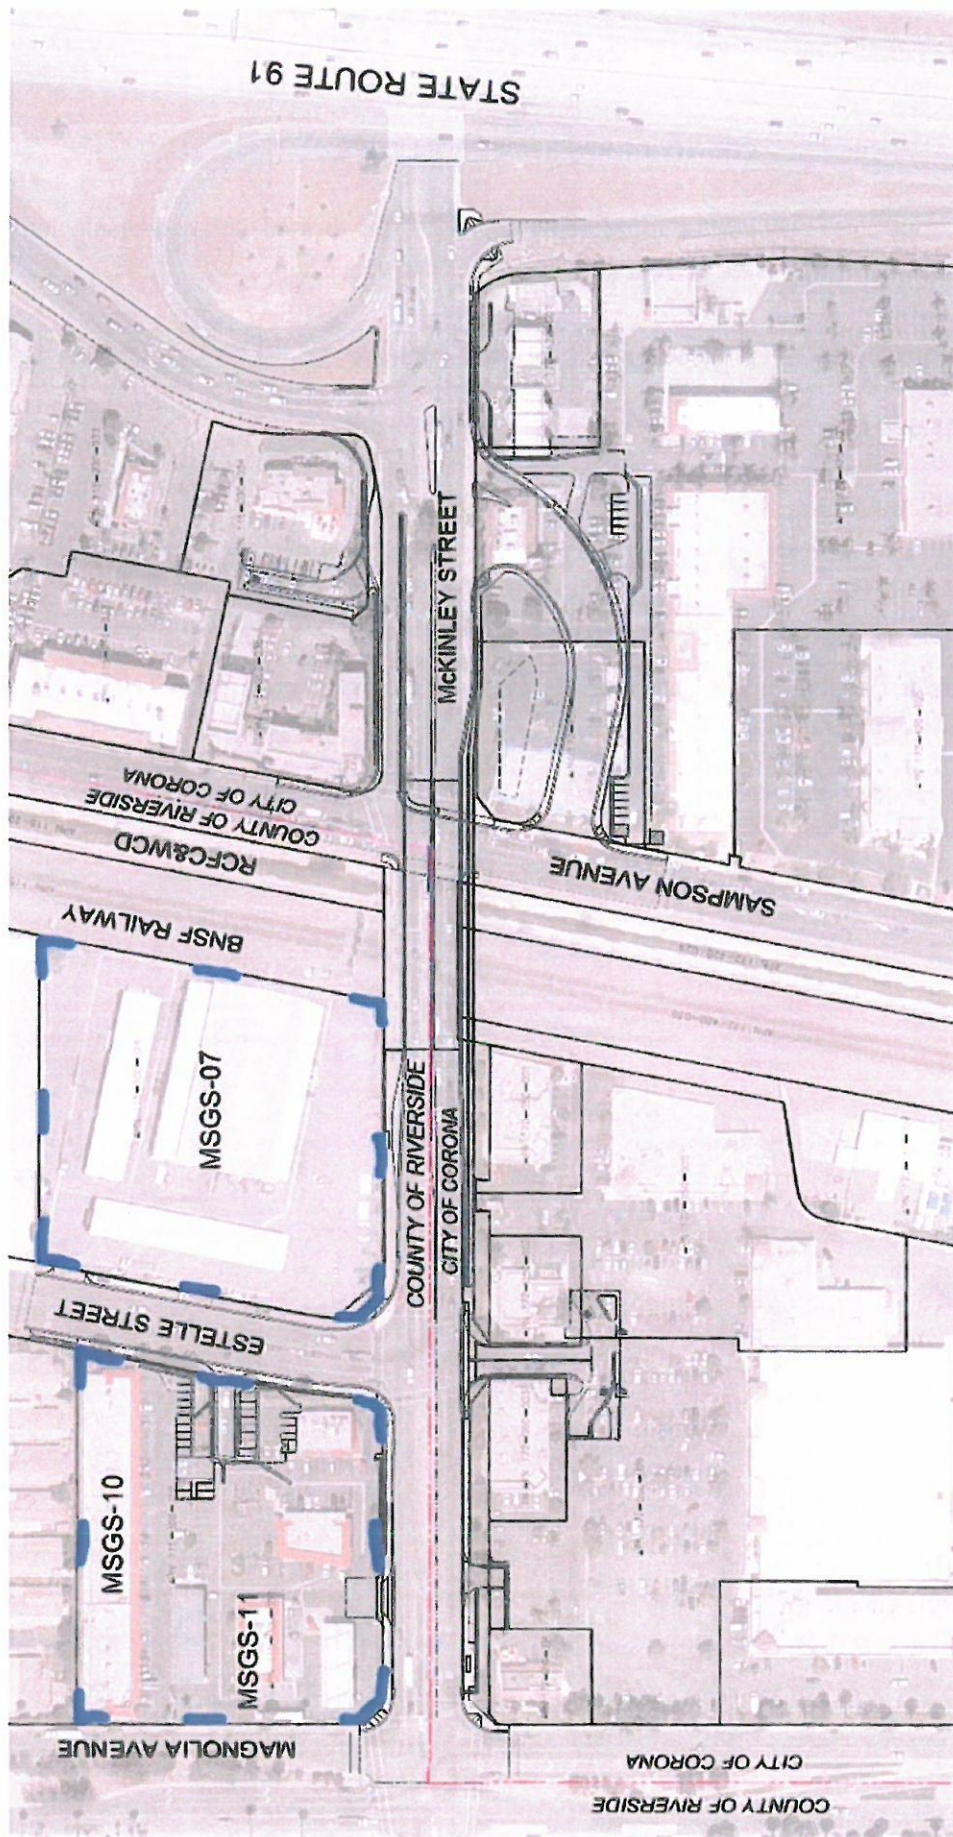 STATE ROUTE 91
McKINLEY STREET
CITY OF CORONA
COUNTY OF RIVERSIDE
RCFC&WCD
BNSF RAILWAY
SAMPSON AVENUE
MSGS-07
COUNTY OF RIVERSIDE
CITY OF CORONA
ESTELLE STREET
MSGS-10
MSGS-11
MAGNOLIA AVENUE
CITY OF CORONA
COUNTY OF RIVERSIDE